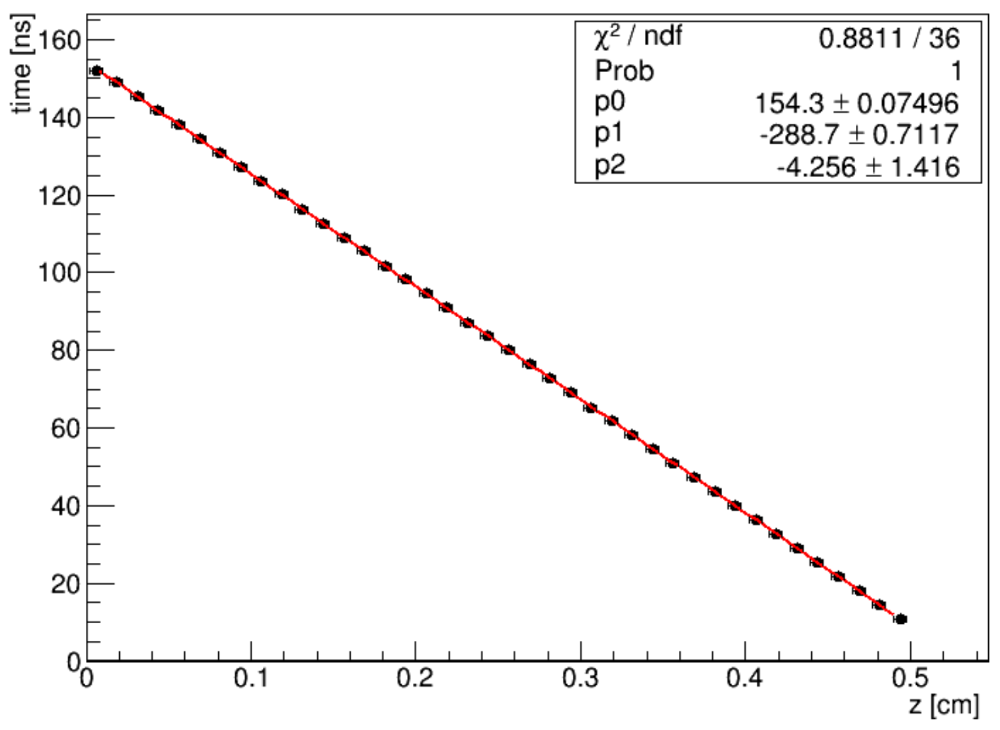 time [ns]
160
140
120
100
80
60
40
20
0
0
0.1
0.2
0.3
0.4
0.5
z [cm]
χ² / ndf 0.8811 / 36
Prob 1
p0 154.3 ± 0.07496
p1 -288.7 ± 0.7117
p2 -4.256 ± 1.416